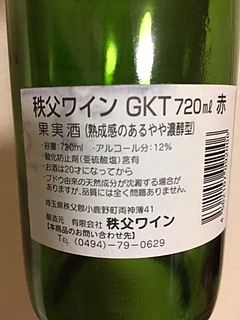 秩父ワイン GKT 720ml 赤
果実酒 (熟成感のあるやや濃醇型)
・容量:720ml ・アルコール分:12%
・酸化防止剤(亜硫酸塩)含有
・お酒は20才になってから
・ブドウ由来の天然成分が沈澱する場合が
ありますが、品質には全く問題ありません。
埼玉県秩父郡小鹿野町両神薄41
醸造元 有限会社 秩父ワイン
【本商品のお問い合わせ先】
TEL (0494)-79-0629